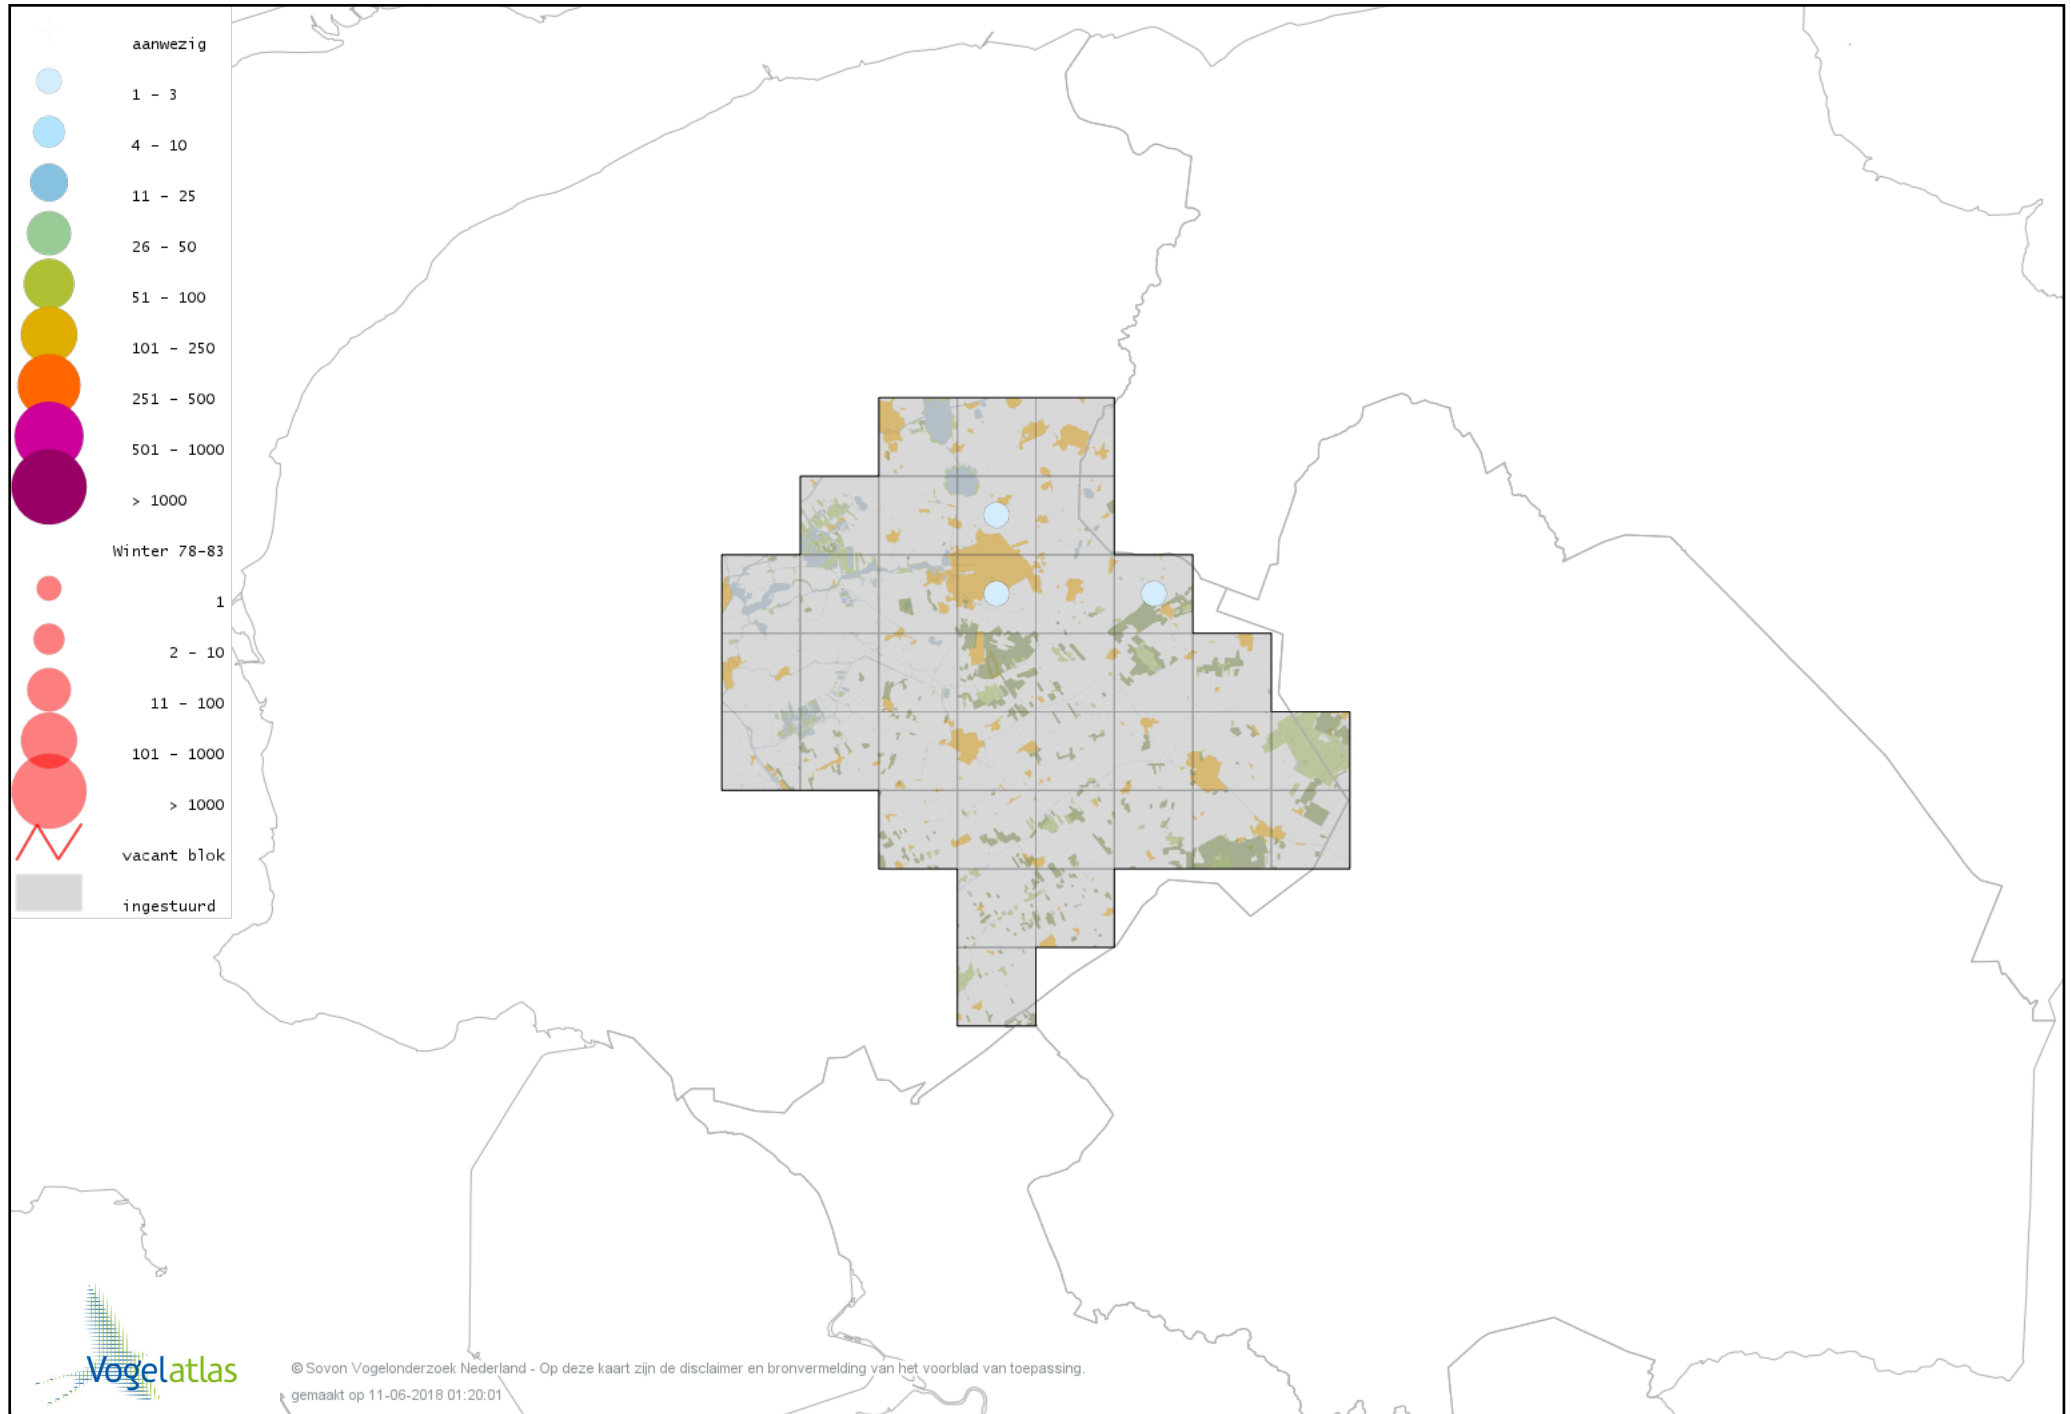 aanwezig
1 - 3
4 - 10
11 - 25
26 - 50
51 - 100
101 - 250
251 - 500
501 - 1000
> 1000
Winter 78-83
1
2 - 10
11 - 100
101 - 1000
> 1000
vacant blok
ingestuurd
Vogelatlas
© Sovon Vogelonderzoek Nederland - Op deze kaart zijn de disclaimer en bronvermelding van het voorblad van toepassing.
gemaakt op 11-06-2018 01:20:01